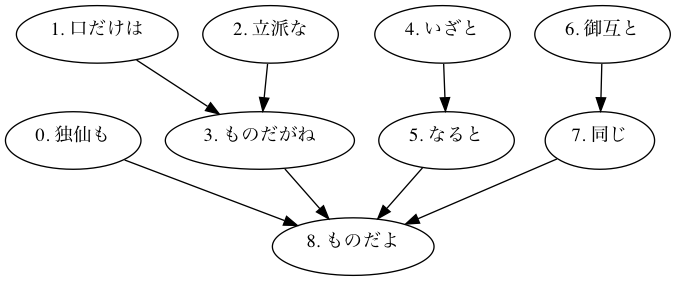 1. 口だけは
2. 立派な
4. いざと
6. 御互と
0. 独仙も
3. ものだがね
5. なると
7. 同じ
8. ものだよ